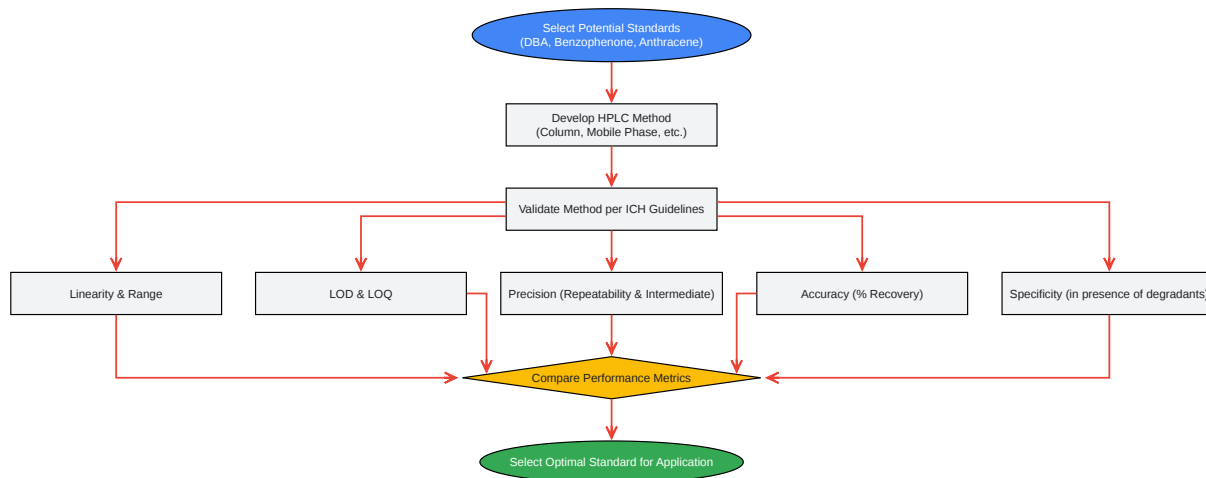 Select Potential Standards
(DBA, Benzophenone, Anthracene)
Develop HPLC Method
(Column, Mobile Phase, etc.)
Validate Method per ICH Guidelines
Linearity & Range
LOD & LOQ
Precision (Repeatability & Intermediate)
Accuracy (% Recovery)
Specificity (in presence of degradants)
Compare Performance Metrics
Select Optimal Standard for Application